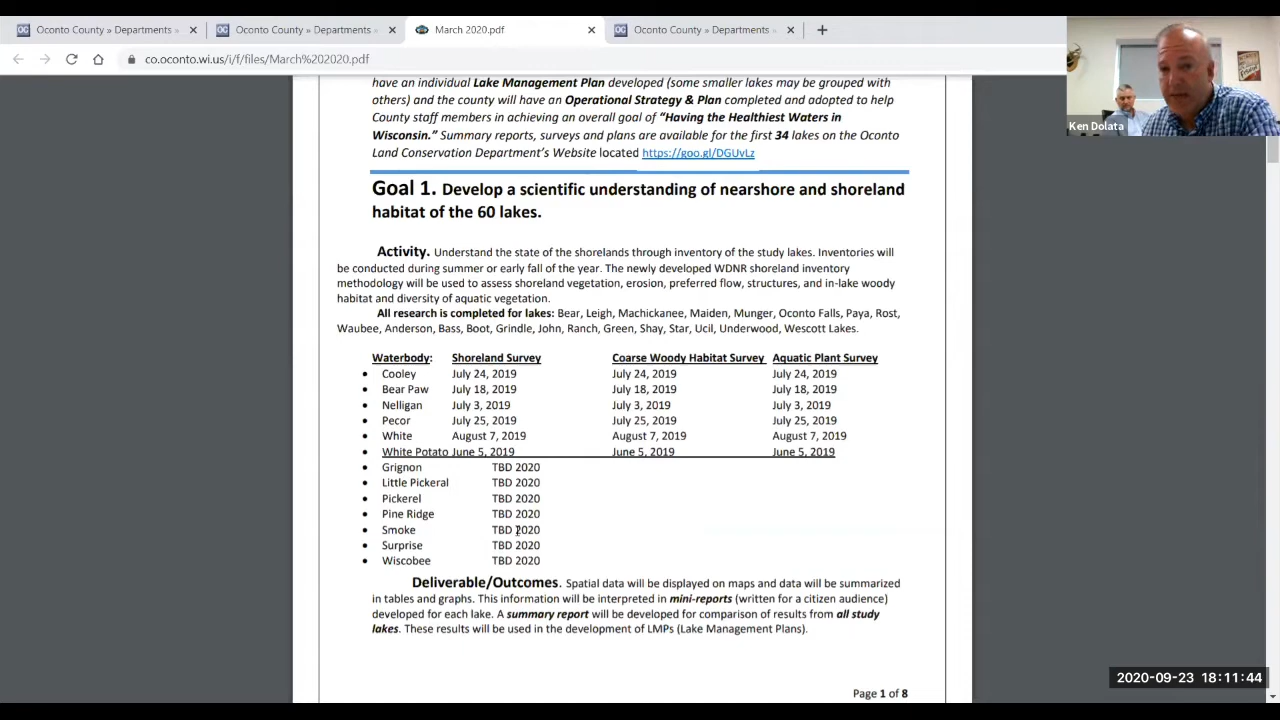 Oconto County » Departments »
Oconto County » Departments »
March 2020.pdf
Oconto County » Departments »
co.oconto.wi.us/i/f/files/March%202020.pdf
have an individual Lake Management Plan developed (some smaller lakes may be grouped with
others) and the county will have an Operational Strategy & Plan completed and adopted to help
County staff members in achieving an overall goal of "Having the Healthiest Waters in
Wisconsin." Summary reports, surveys and plans are available for the first 34 lakes on the Oconto
Land Conservation Department's Website located https://goo.gl/DGUvLz
Goal 1. Develop a scientific understanding of nearshore and shoreland
habitat of the 60 lakes.
Activity. Understand the state of the shorelands through inventory of the study lakes. Inventories will
be conducted during summer or early fall of the year. The newly developed WDNR shoreland inventory
methodology will be used to assess shoreland vegetation, erosion, preferred flow, structures, and in-lake woody
habitat and diversity of aquatic vegetation.
All research is completed for lakes: Bear, Leigh, Machickanee, Maiden, Munger, Oconto Falls, Paya, Rost,
Waubee, Anderson, Bass, Boot, Grindle, John, Ranch, Green, Shay, Star, Ucil, Underwood, Wescott Lakes.
Waterbody: Shoreland Survey Coarse Woody Habitat Survey Aquatic Plant Survey
• Cooley July 24, 2019 July 24, 2019 July 24, 2019
• Bear Paw July 18, 2019 July 18, 2019 July 18, 2019
• Nelligan July 3, 2019 July 3, 2019 July 3, 2019
• Pecor July 25, 2019 July 25, 2019 July 25, 2019
• White August 7, 2019 August 7, 2019 August 7, 2019
• White Potato June 5, 2019 June 5, 2019 June 5, 2019
• Grignon TBD 2020
• Little Pickeral TBD 2020
• Pickerel TBD 2020
• Pine Ridge TBD 2020
• Smoke TBD 2020
• Surprise TBD 2020
• Wiscobee TBD 2020
Deliverable/Outcomes. Spatial data will be displayed on maps and data will be summarized
in tables and graphs. This information will be interpreted in mini-reports (written for a citizen audience)
developed for each lake. A summary report will be developed for comparison of results from all study
lakes. These results will be used in the development of LMPs (Lake Management Plans).
Page 1 of 8
Ken Dolata
2020-09-23 18:11:44